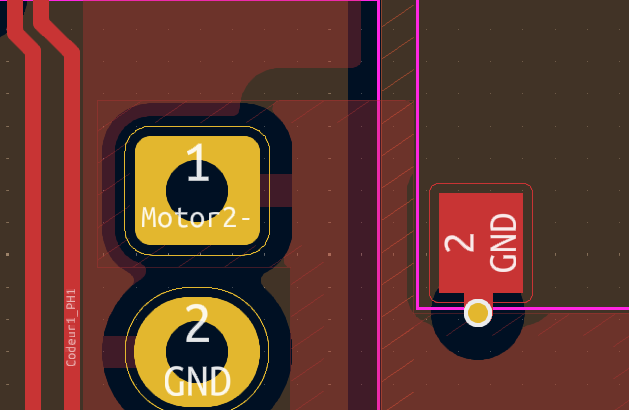 1
Motor2-
2
GND
2
GND
Codeur1_PH1